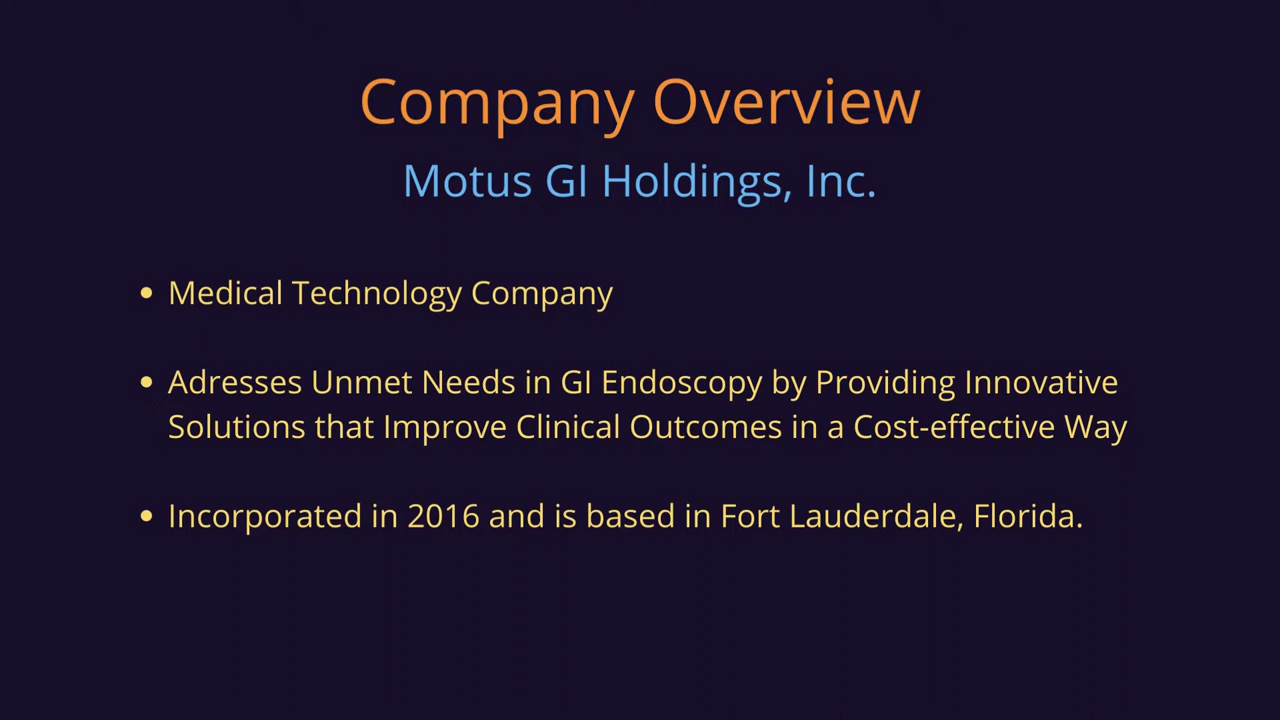 Company Overview
Motus GI Holdings, Inc.
• Medical Technology Company
• Adresses Unmet Needs in GI Endoscopy by Providing Innovative
Solutions that Improve Clinical Outcomes in a Cost-effective Way
• Incorporated in 2016 and is based in Fort Lauderdale, Florida.